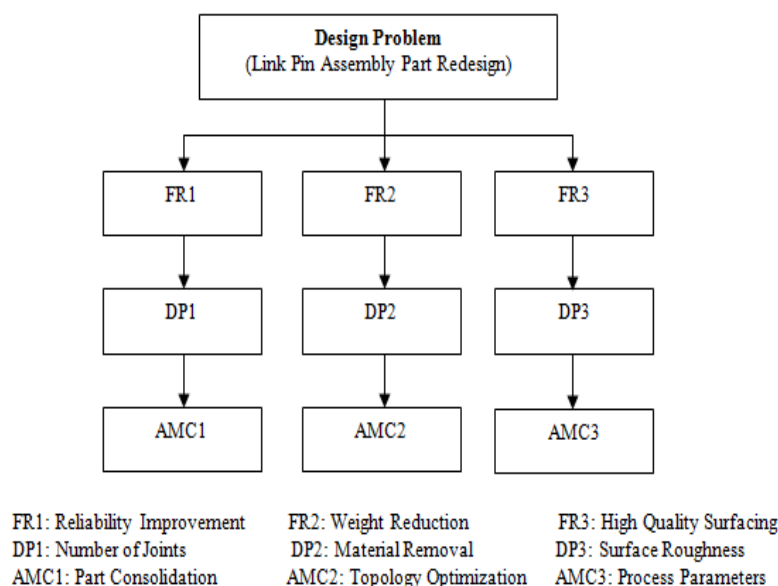 Design Problem
(Link Pin Assembly Part Redesign)
FR1 FR2 FR3
DP1 DP2 DP3
AMC1 AMC2 AMC3
FR1: Reliability Improvement FR2: Weight Reduction FR3: High Quality Surfacing
DP1: Number of Joints DP2: Material Removal DP3: Surface Roughness
AMC1: Part Consolidation AMC2: Topology Optimization AMC3: Process Parameters